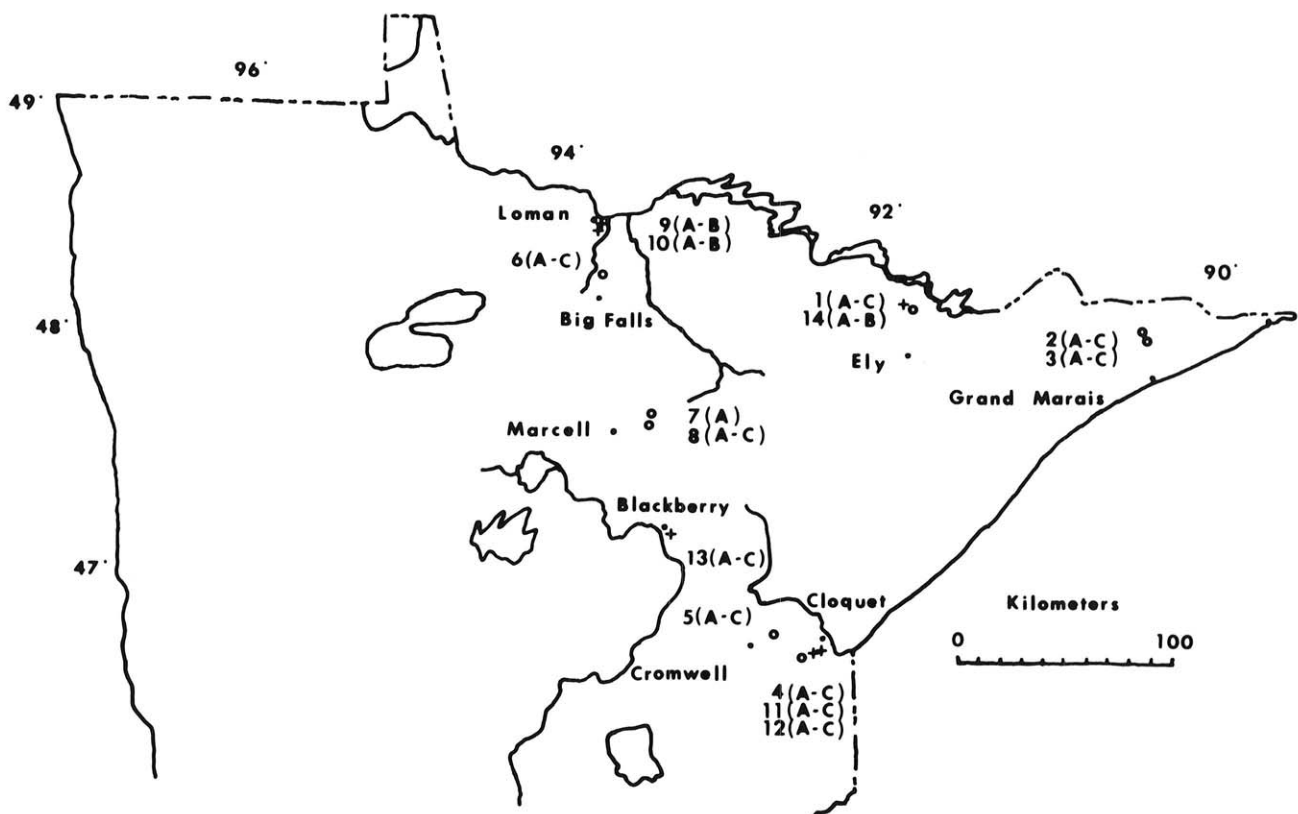 96°
49°
94°
Loman
9(A-B)
10(A-B)
92°
6(A-C)
90°
1(A-C)
14(A-B)
Big Falls
48°
2(A-C)
3(A-C)
Ely
Grand Marais
7(A)
8(A-C)
Marcell
Blackberry
13(A-C)
47°
Cloquet
Kilometers
5(A-C)
0 100
Cromwell
4(A-C)
11(A-C)
12(A-C)